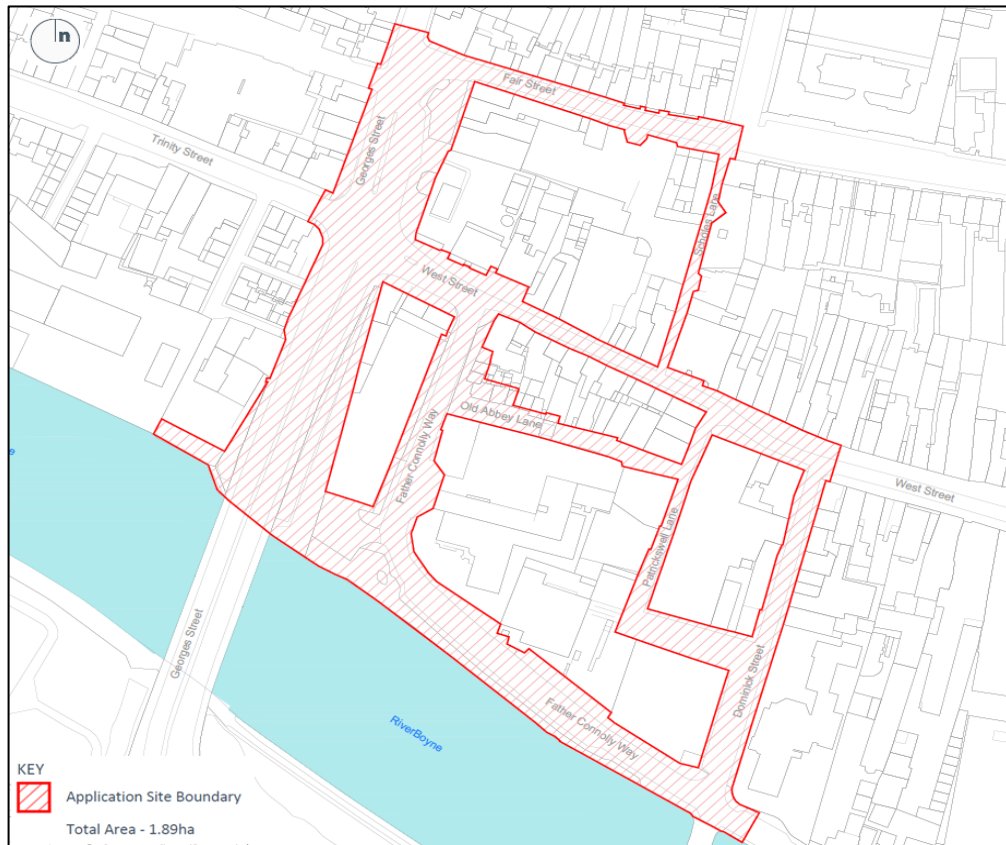 n
Fair Street
Georges Street
Trinity Street
Scholes Lane
West Street
Old Abbey Lane
Father Connolly Way
West Street
Patrickswell Lane
Georges Street
Dominick Street
Father Connolly Way
RiverBoyne
KEY
Application Site Boundary
Total Area - 1.89ha